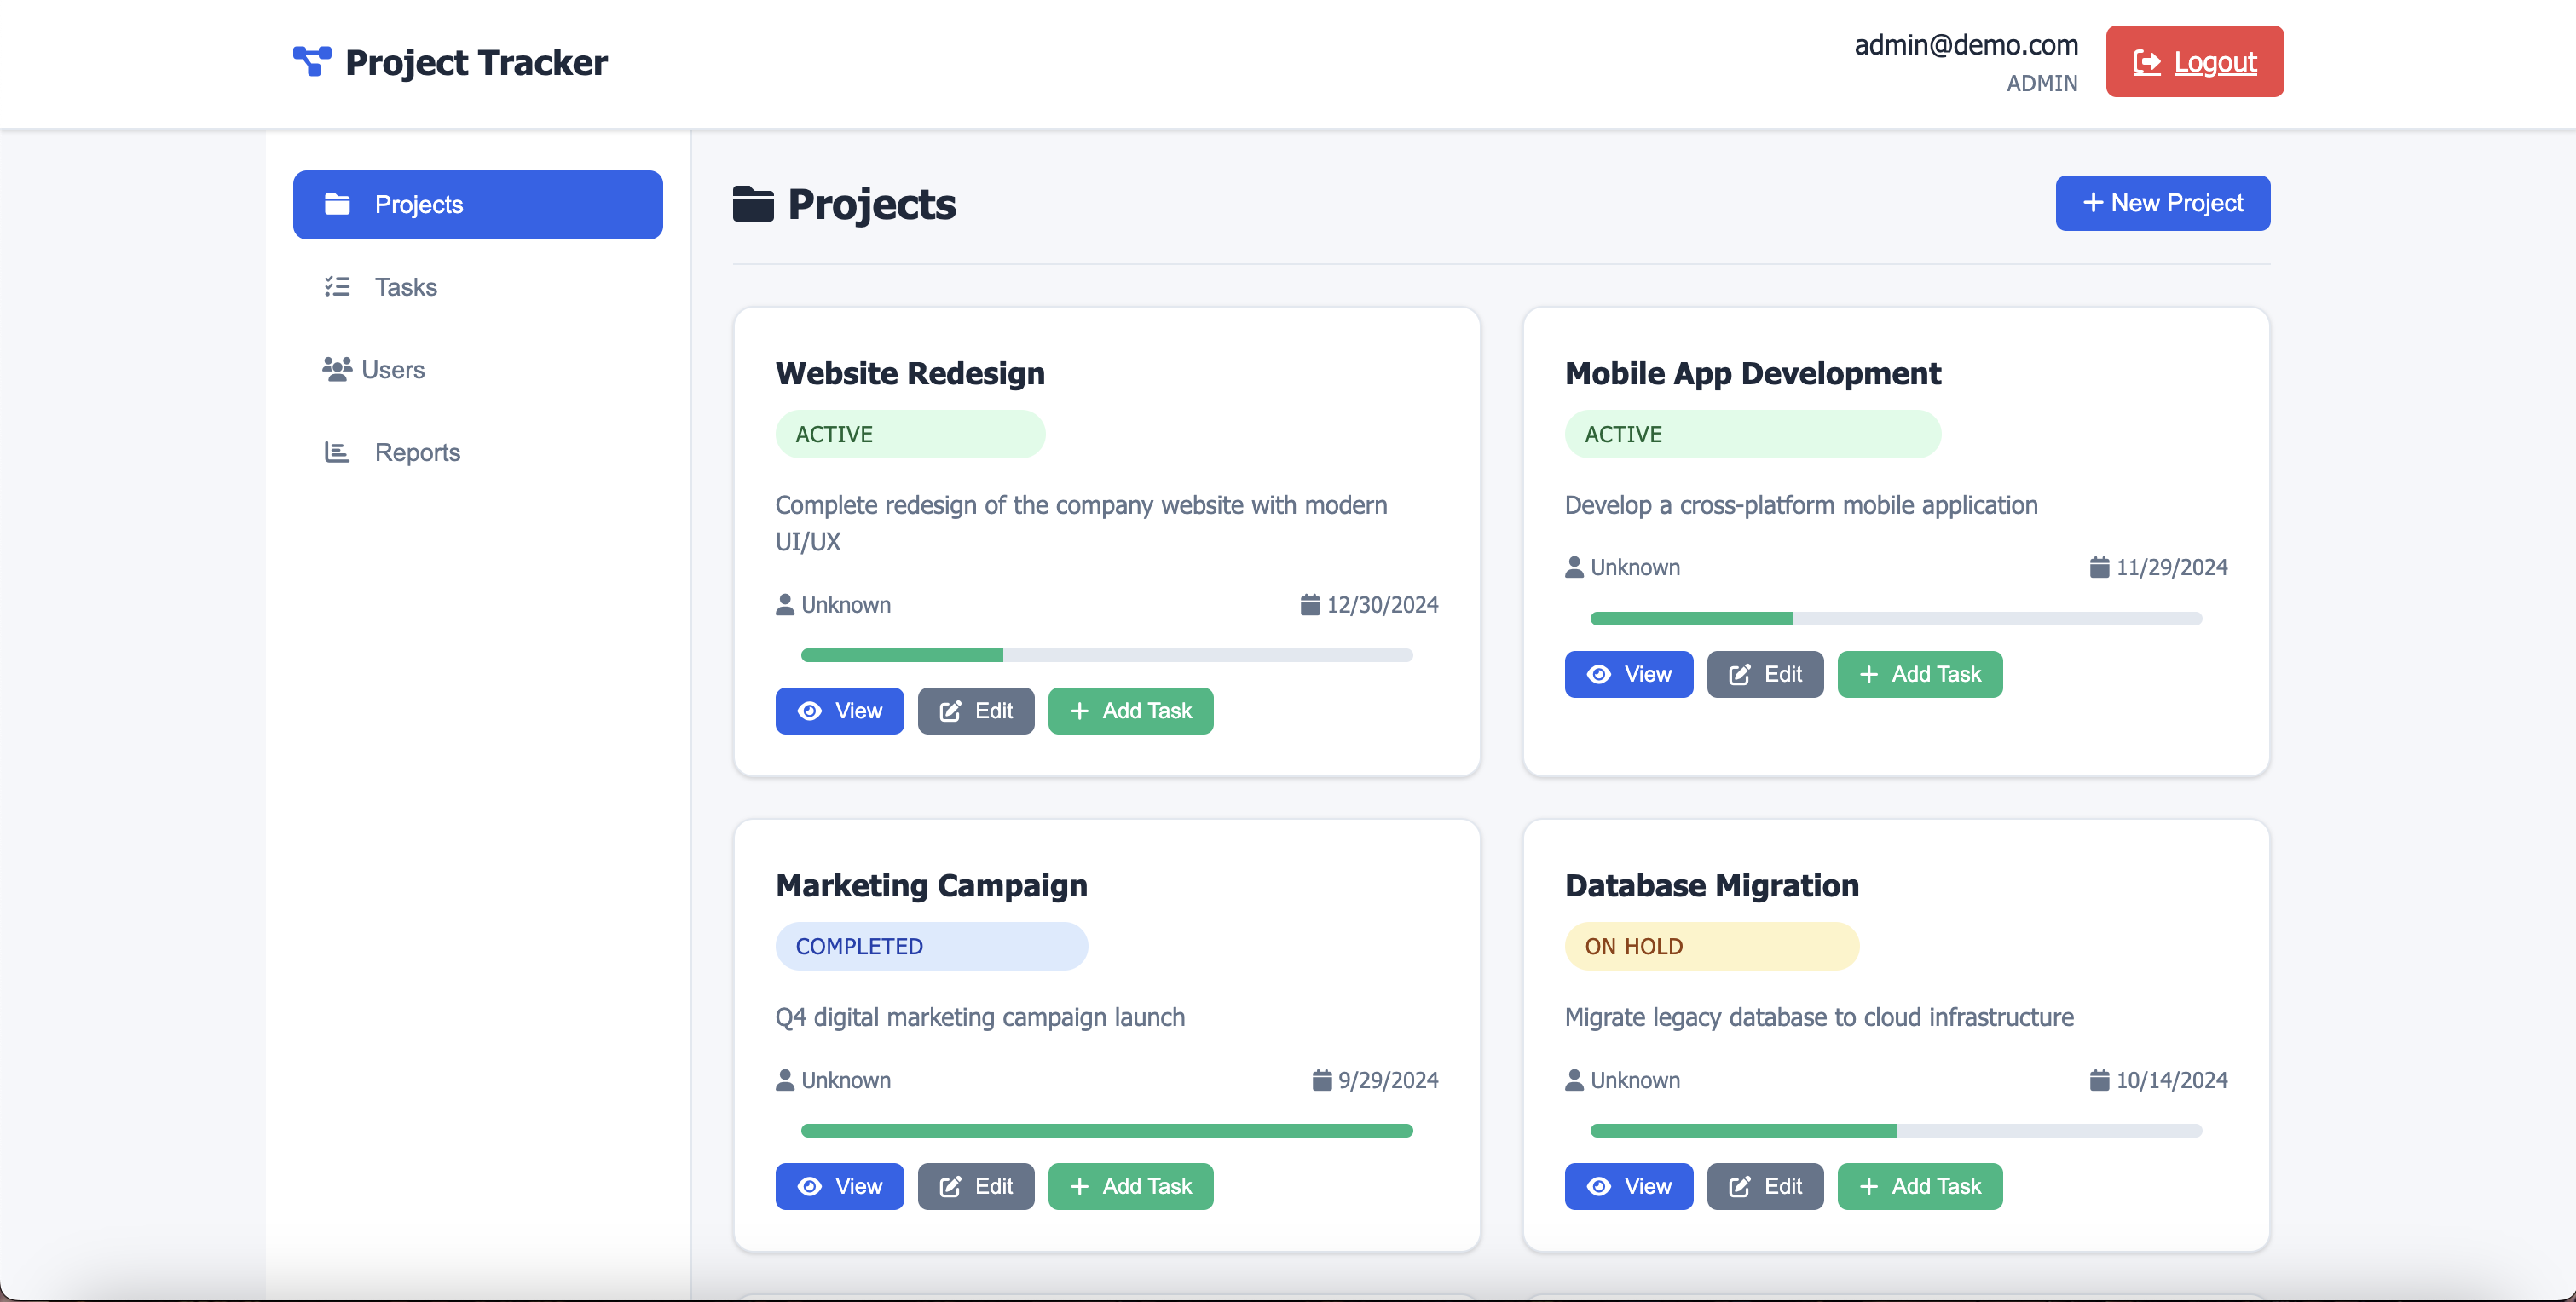 Project Tracker
admin@demo.com
ADMIN
Logout
Projects
Tasks
Users
Reports
Projects
New Project
Website Redesign
ACTIVE
Complete redesign of the company website with modern
UI/UX
Unknown 12/30/2024
View Edit Add Task
Mobile App Development
ACTIVE
Develop a cross-platform mobile application
Unknown 11/29/2024
View Edit Add Task
Marketing Campaign
COMPLETED
Q4 digital marketing campaign launch
Unknown 9/29/2024
View Edit Add Task
Database Migration
ON HOLD
Migrate legacy database to cloud infrastructure
Unknown 10/14/2024
View Edit Add Task